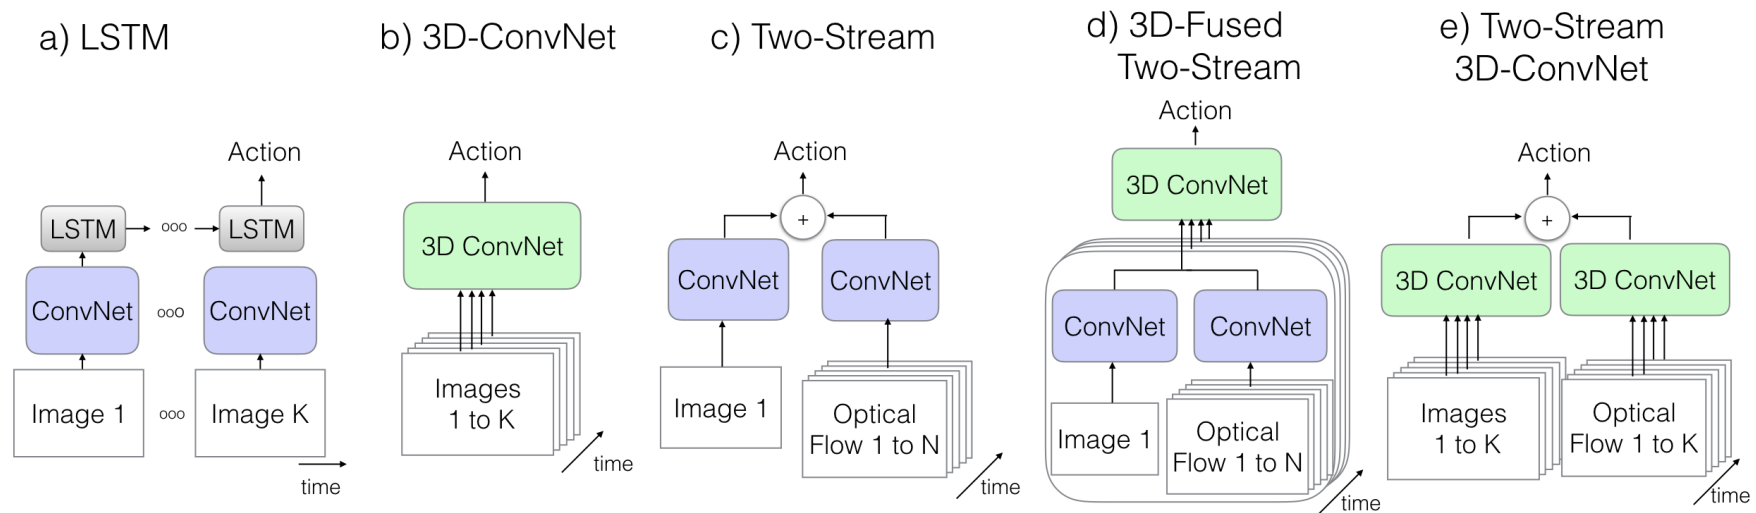 a) LSTM
Action
LSTM
ooo
LSTM
ConvNet
ooo
ConvNet
Image 1
ooo
Image K
time
b) 3D-ConvNet
Action
3D ConvNet
Images
1 to K
time
c) Two-Stream
Action
+
ConvNet
ConvNet
Image 1
Optical
Flow 1 to N
time
d) 3D-Fused
Two-Stream
Action
3D ConvNet
ConvNet
ConvNet
Image 1
Optical
Flow 1 to N
time
e) Two-Stream
3D-ConvNet
Action
+
3D ConvNet
3D ConvNet
Images
1 to K
Optical
Flow 1 to K
time